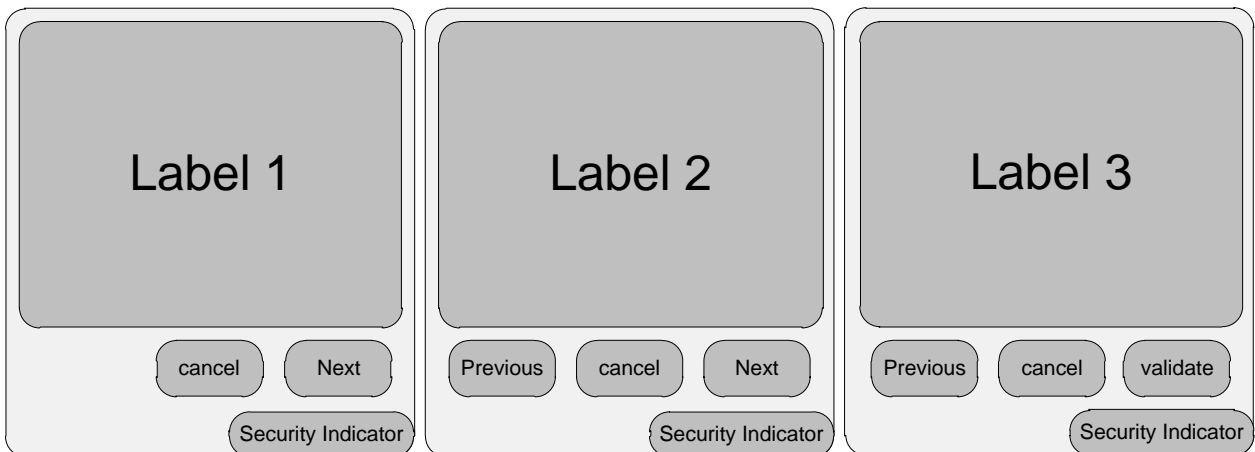 Label 1
cancel
Next
Security Indicator
Label 2
Previous
cancel
Next
Security Indicator
Label 3
Previous
cancel
validate
Security Indicator